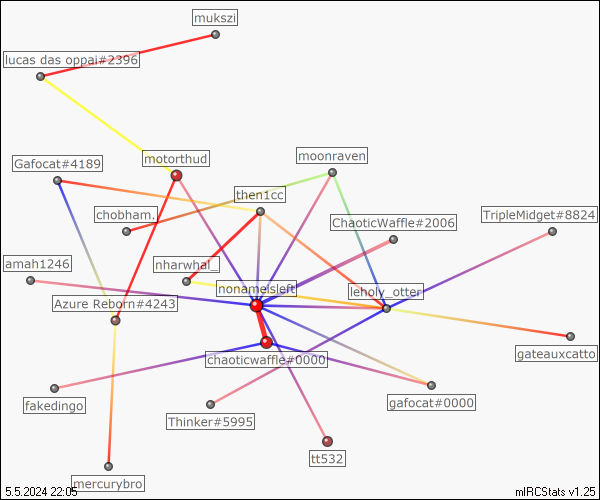 mukszi
lucas das oppai#2396
motorthud
moonraven
Gafocat#4189
then1cc
chobham.
ChaoticWaffle#2006
TripleMidget#8824
amah1246
nharwhal_
nonameisleft
leholy_otter
Azure Reborn#4243
chaoticwaffle#0000
gateauxcatto
fakedingo
gafocat#0000
Thinker#5995
tt532
mercurybro
5.5.2024 22:05
mIRCStats v1.25